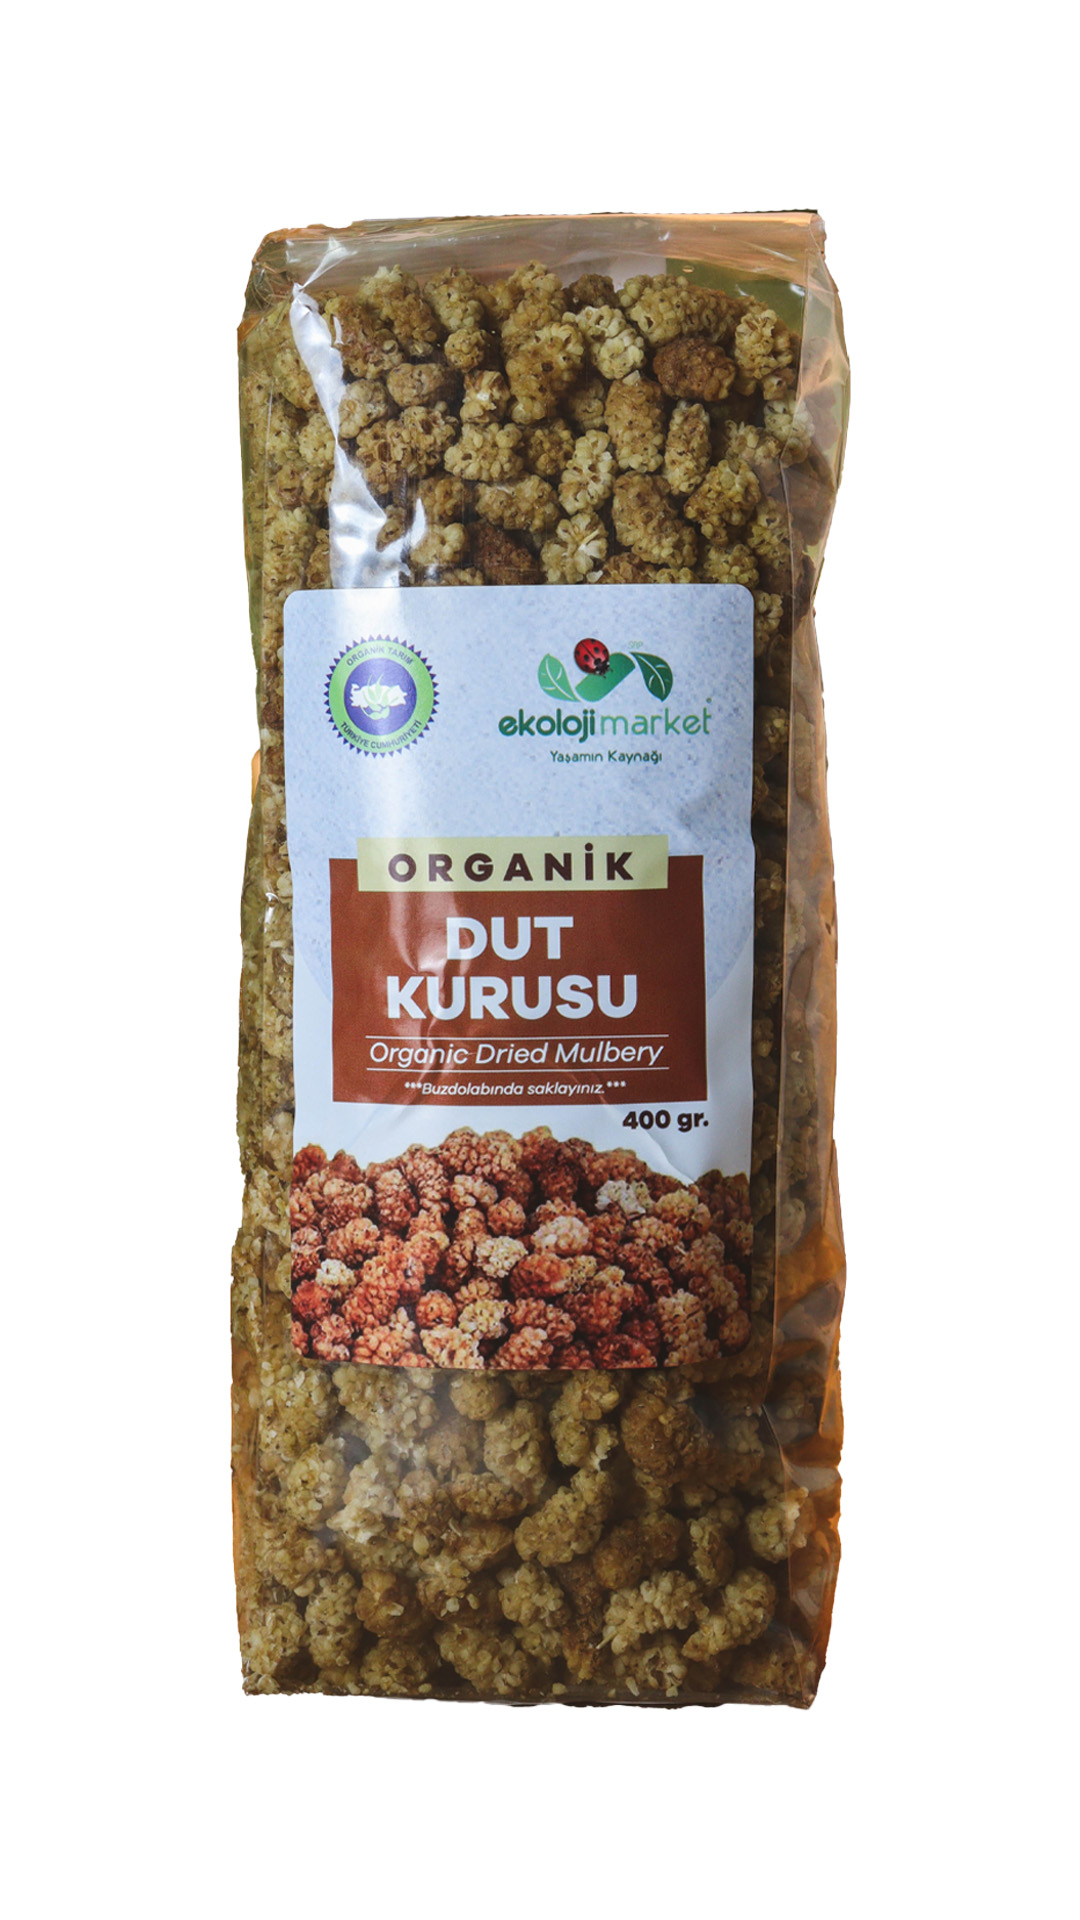 ORGANİK TARIM
TÜRKİYE CUMHURİYETİ
ekolojimarket
Yaşamın Kaynağı
ORGANİK
DUT
KURUSU
Organic Dried Mulbery
***Buzdolabında saklayınız.***
400 gr.